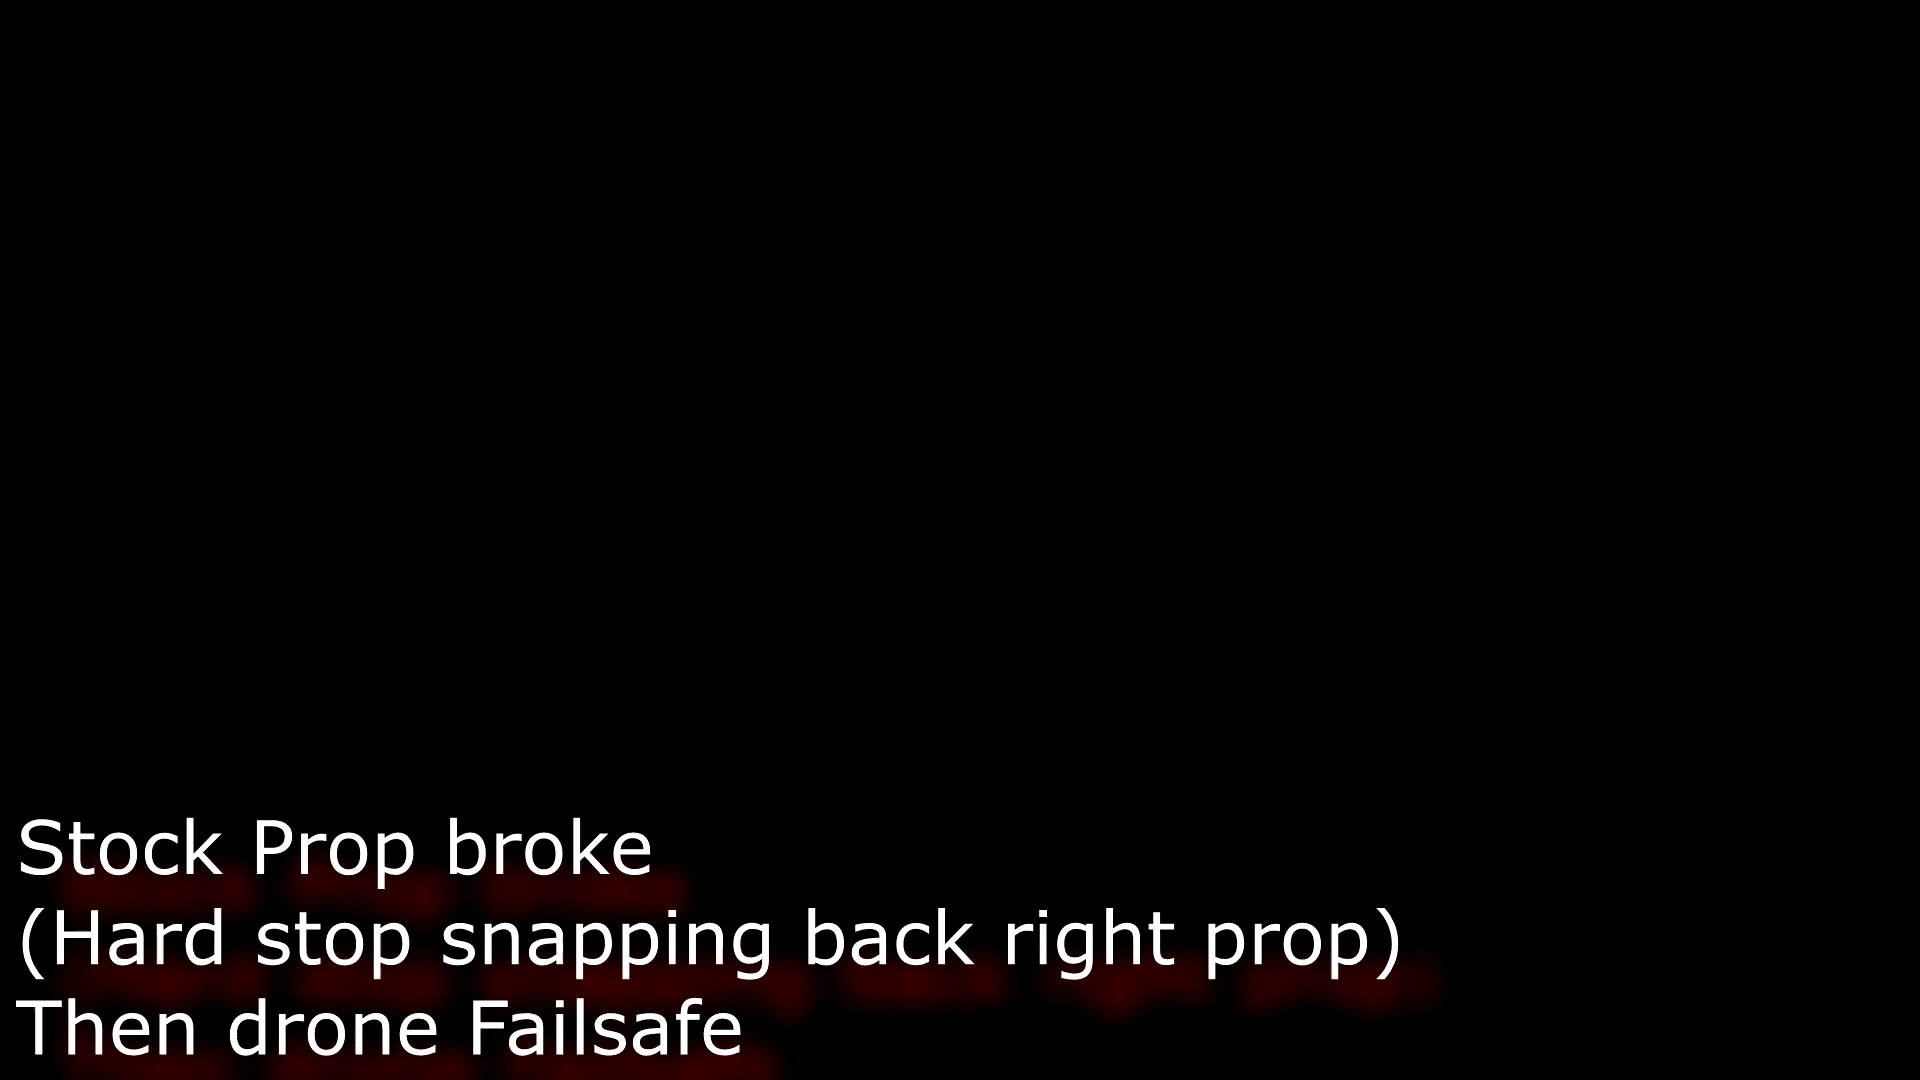 Stock Prop broke
(Hard stop snapping back right prop)
Then drone Failsafe